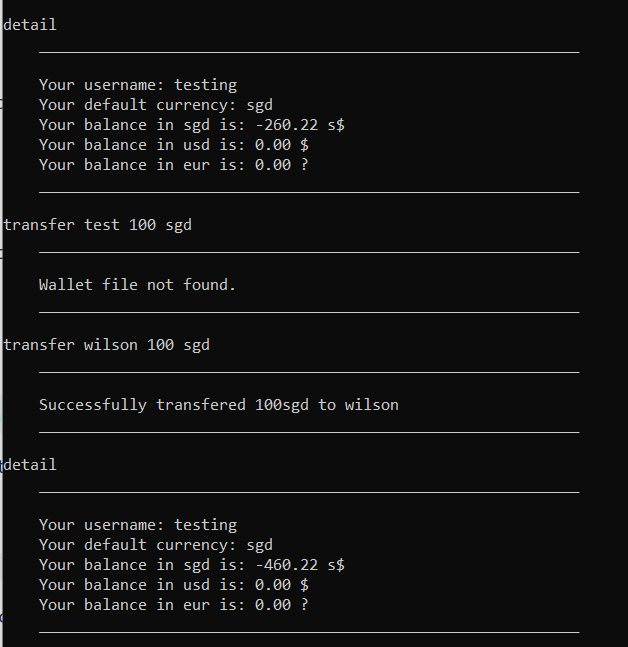 detail
Your username: testing
Your default currency: sgd
Your balance in sgd is: -260.22 s$
Your balance in usd is: 0.00 $
Your balance in eur is: 0.00 ?
transfer test 100 sgd
Wallet file not found.
transfer wilson 100 sgd
Successfully transfered 100sgd to wilson
detail
Your username: testing
Your default currency: sgd
Your balance in sgd is: -460.22 s$
Your balance in usd is: 0.00 $
Your balance in eur is: 0.00 ?